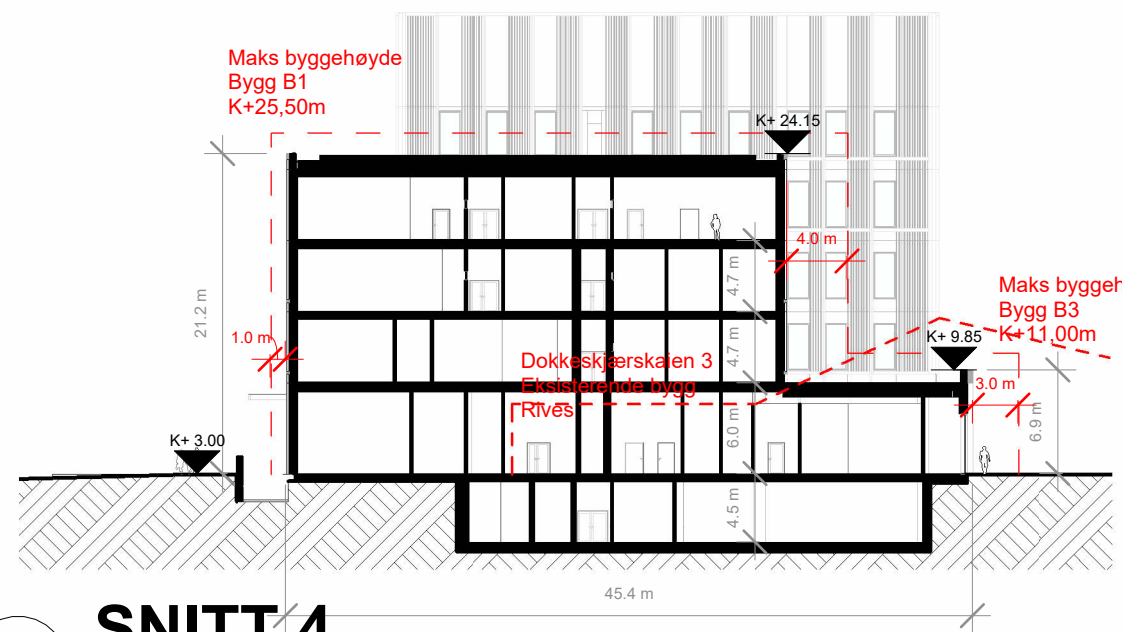 Maks byggehøyde
Bygg B1
K+25,50m
K+ 24.15
4.0 m
4.7 m
21.2 m
Maks byggeh
Bygg B3
K+11,00m
K+ 9.85
1.0 m
4.7 m
Dokkeskjærskaien 3
Eksisterende bygg
Rives
3.0 m
6.0 m
6.9 m
K+ 3.00
4.5 m
45.4 m
SNITT 4